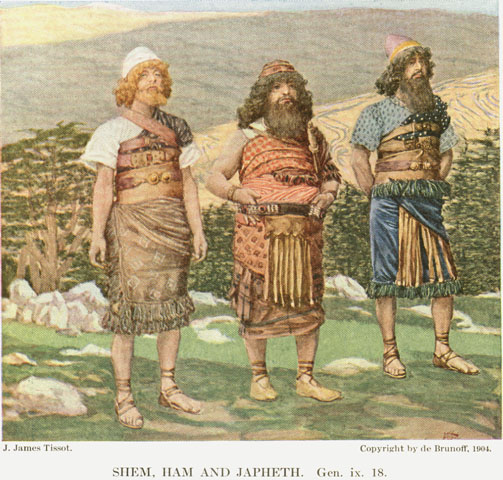 J. James Tissot.
Copyright by de Brunoff, 1904.
SHEM, HAM AND JAPHETH. Gen. ix. 18.